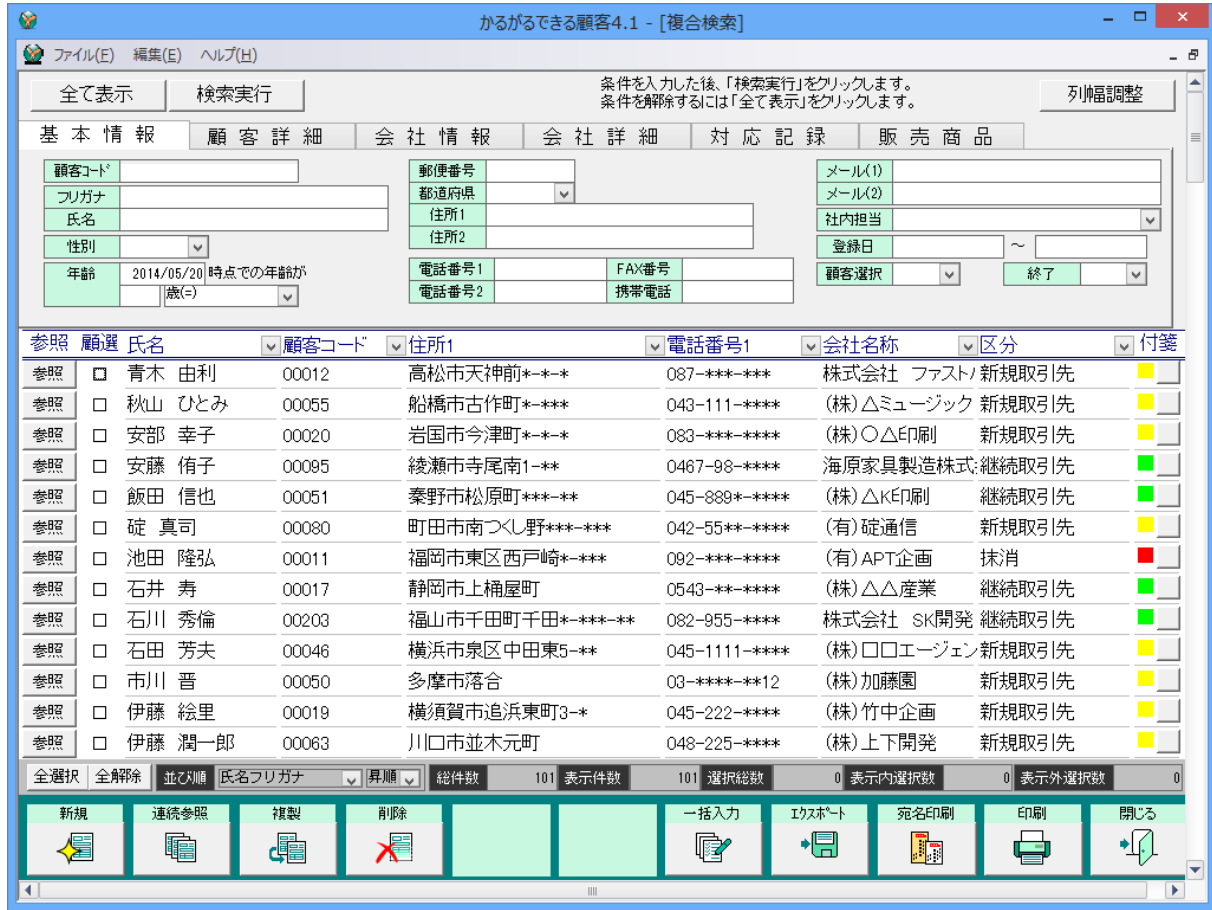 かるがるできる顧客4.1 - [複合検索]
ファイル(F) 編集(E) ヘルプ(H)
全て表示 検索実行 条件を入力した後、「検索実行」をクリックします。 列幅調整
条件を解除するには「全て表示」をクリックします。
基本情報 顧客詳細 会社情報 会社詳細 対応記録 販売商品
顧客コード 郵便番号 メール(1)
フリガナ 都道府県 メール(2)
氏名 住所1 社内担当
性別 住所2 登録日 ～
年齢 2014/05/20 時点での年齢が 電話番号1 FAX番号 顧客選択 終了
歳(=) 電話番号2 携帯電話
参照 顧選 氏名 顧客コード 住所1 電話番号1 会社名称 区分 付箋
参照 青木 由利 00012 高松市天神前*-*-* 087-***-*** 株式会社 ファスト 新規取引先
参照 秋山 ひとみ 00055 船橋市古作町*-*** 043-111-**** (株)△ミュージック 新規取引先
参照 安部 幸子 00020 岩国市今津町*-*-* 083-***-**** (株)○△印刷 新規取引先
参照 安藤 侑子 00095 綾瀬市寺尾南1-** 0467-98-**** 海原家具製造株式 継続取引先
参照 飯田 信也 00051 秦野市松原町***-** 045-889*-**** (株)△K印刷 継続取引先
参照 碇 真司 00080 町田市南つくし野***-*** 042-55**-**** (有)碇通信 新規取引先
参照 池田 隆弘 00011 福岡市東区西戸崎*-*** 092-***-**** (有)APT企画 抹消
参照 石井 寿 00017 静岡市上桶屋町 0543-**-**** (株)△△産業 継続取引先
参照 石川 秀倫 00203 福山市千田町千田*-***-** 082-955-**** 株式会社 SK開発 継続取引先
参照 石田 芳夫 00046 横浜市泉区中田東5-** 045-1111-**** (株)□□エージェン 新規取引先
参照 市川 晋 00050 多摩市落合 03-****-**12 (株)加藤園 新規取引先
参照 伊藤 絵里 00019 横須賀市追浜東町3-* 045-222-**** (株)竹中企画 新規取引先
参照 伊藤 潤一郎 00063 川口市並木元町 048-225-**** (株)上下開発 新規取引先
全選択 全解除 並び順 氏名フリガナ 昇順 総件数 101 表示件数 101 選択総数 0 表示内選択数 0 表示外選択数 0
新規 連続参照 複製 削除 一括入力 エクスポート 宛名印刷 印刷 閉じる